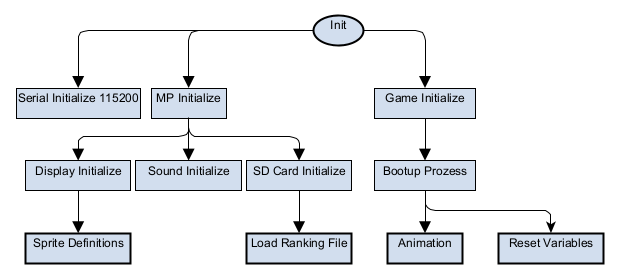 Init
Serial Initialize 115200
MP Initialize
Game Initialize
Display Initialize
Sound Initialize
SD Card Initialize
Bootup Prozess
Sprite Definitions
Load Ranking File
Animation
Reset Variables